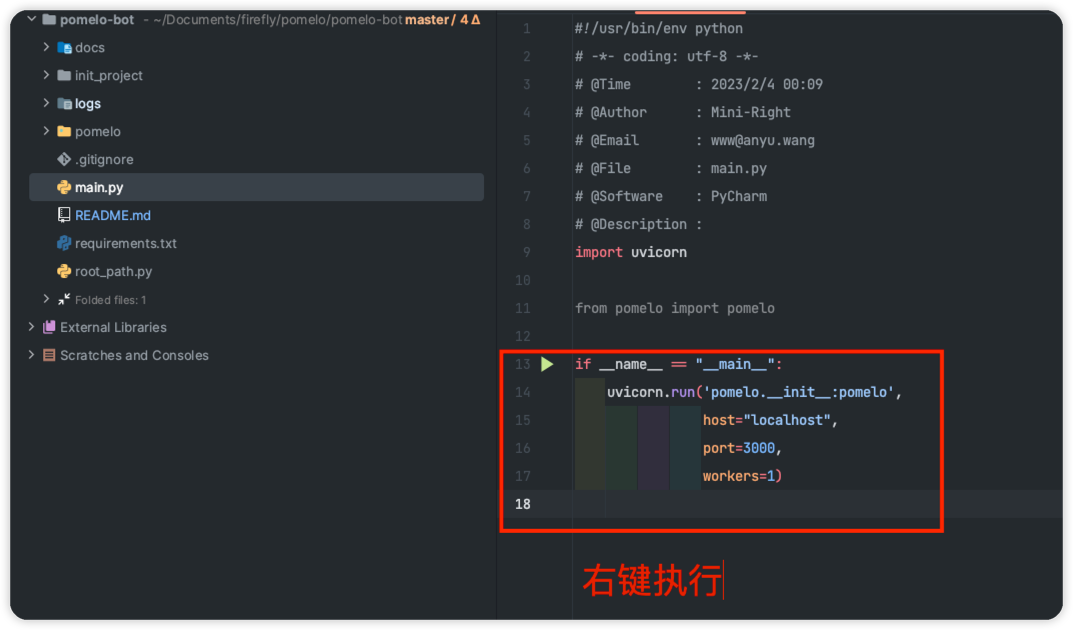 pomelo-bot - ~/Documents/firefly/pomelo/pomelo-bot master / 4 Δ
docs
init_project
logs
pomelo
.gitignore
main.py
README.md
requirements.txt
root_path.py
Folded files: 1
External Libraries
Scratches and Consoles
1 #!/usr/bin/env python
2 # -*- coding: utf-8 -*-
3 # @Time : 2023/2/4 00:09
4 # @Author : Mini-Right
5 # @Email : www@anyu.wang
6 # @File : main.py
7 # @Software : PyCharm
8 # @Description :
9 import uvicorn
10
11 from pomelo import pomelo
12
13 if __name__ == "__main__":
14 uvicorn.run('pomelo.__init__:pomelo',
15 host="localhost",
16 port=3000,
17 workers=1)
18
右键执行